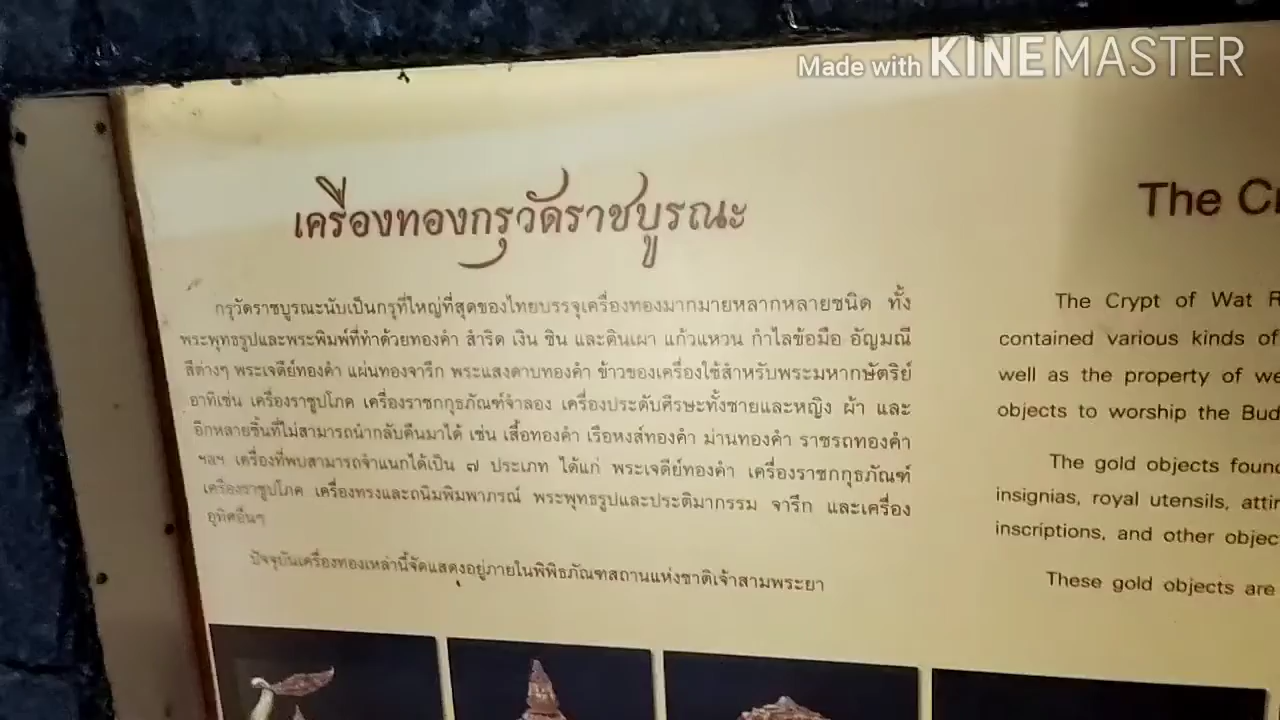 Made with KINEMASTER
เครื่องทองกรุวัดราชบูรณะ
กรุวัดราชบูรณะนับเป็นกรุที่ใหญ่ที่สุดของไทยบรรจุเครื่องทองมากมายหลากหลายชนิด ทั้ง
พระพุทธรูปและพระพิมพ์ที่ทำด้วยทองคำ สำริด เงิน ชิน และดินเผา แก้วแหวน กำไลข้อมือ อัญมณี
สีต่างๆ พระเจดีย์ทองคำ แผ่นทองจารึก พระแสงดาบทองคำ ข้าวของเครื่องใช้สำหรับพระมหากษัตริย์
อาทิเช่น เครื่องราชูปโภค เครื่องราชกกุธภัณฑ์จำลอง เครื่องประดับศีรษะทั้งชายและหญิง ผ้า และ
อีกหลายชิ้นที่ไม่สามารถนำกลับคืนมาได้ เช่น เสื้อทองคำ เรือหงส์ทองคำ ม่านทองคำ ราชรถทองคำ
ฯลฯ เครื่องที่พบสามารถจำแนกได้เป็น ๗ ประเภท ได้แก่ พระเจดีย์ทองคำ เครื่องราชกกุธภัณฑ์
เครื่องราชูปโภค เครื่องทรงและถนิมพิมพาภรณ์ พระพุทธรูปและประติมากรรม จารึก และเครื่อง
อุทิศอื่นๆ
ปัจจุบันเครื่องทองเหล่านี้จัดแสดงอยู่ภายในพิพิธภัณฑสถานแห่งชาติเจ้าสามพระยา
The
The Crypt of Wat
contained various kinds of
well as the property of
objects to worship the
The gold objects
insignias, royal utensils,
inscriptions, and other
These gold objects are